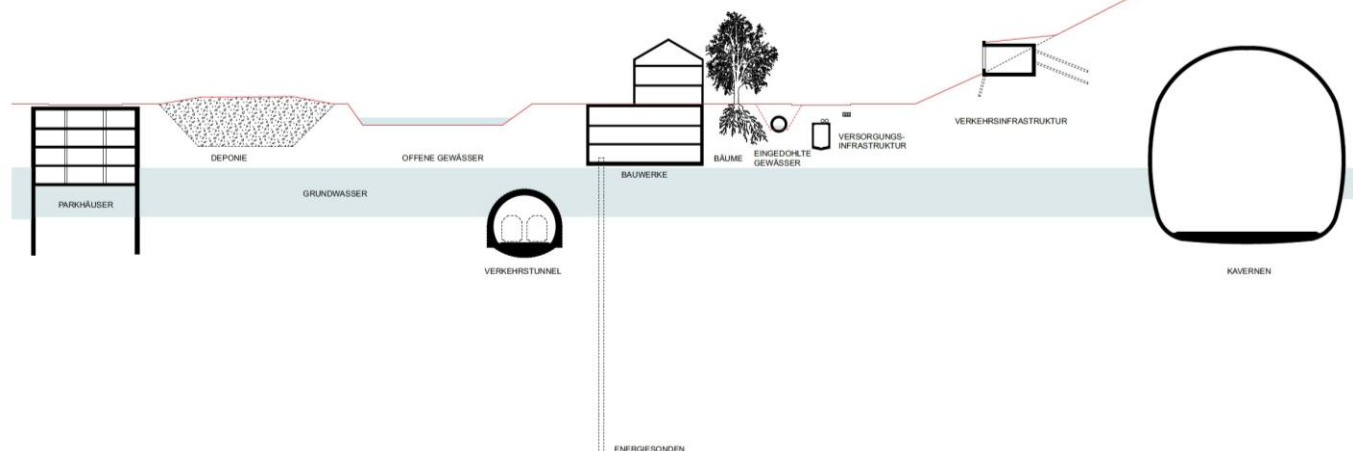 VERKEHRSINFRASTRUKTUR
VERSORGUNGS-
INFRASTRUKTUR
DEPONIE
OFFENE GEWÄSSER
BÄUME
EINGEDOHLTE
GEWÄSSER
BAUWERKE
GRUNDWASSER
PARKHÄUSER
VERKEHRSTUNNEL
KAVERNEN
ENERGIESONDEN